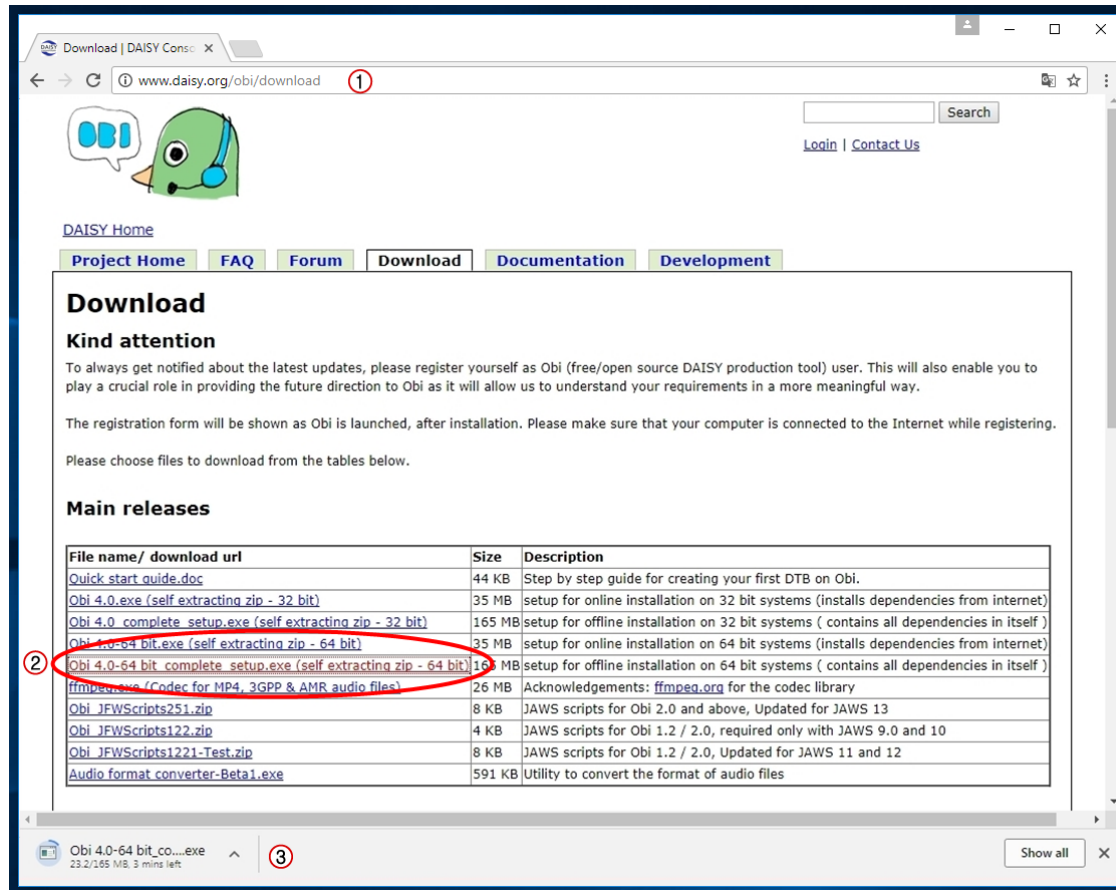 Download | DAISY Conso
www.daisy.org/obi/download ①
OBI
Search
Login | Contact Us
DAISY Home
Project Home FAQ Forum Download Documentation Development
Download
Kind attention
To always get notified about the latest updates, please register yourself as Obi (free/open source DAISY production tool) user. This will also enable you to
play a crucial role in providing the future direction to Obi as it will allow us to understand your requirements in a more meaningful way.
The registration form will be shown as Obi is launched, after installation. Please make sure that your computer is connected to the Internet while registering.
Please choose files to download from the tables below.
Main releases
File name/ download url Size Description
Quick start guide.doc 44 KB Step by step guide for creating your first DTB on Obi.
Obi 4.0.exe (self extracting zip - 32 bit) 35 MB setup for online installation on 32 bit systems (installs dependencies from internet)
Obi 4.0_complete_setup.exe (self extracting zip - 32 bit) 165 MB setup for offline installation on 32 bit systems ( contains all dependencies in itself )
Obi 4.0-64 bit.exe (self extracting zip - 64 bit) 35 MB setup for online installation on 64 bit systems (installs dependencies from internet)
② Obi 4.0-64 bit_complete_setup.exe (self extracting zip - 64 bit) 165 MB setup for offline installation on 64 bit systems ( contains all dependencies in itself )
ffmpeg.exe (Codec for MP4, 3GPP & AMR audio files) 26 MB Acknowledgements: ffmpeg.org for the codec library
Obi_JFWScripts251.zip 8 KB JAWS scripts for Obi 2.0 and above, Updated for JAWS 13
Obi_JFWScripts122.zip 4 KB JAWS scripts for Obi 1.2 / 2.0, required only with JAWS 9.0 and 10
Obi_JFWScripts1221-Test.zip 8 KB JAWS scripts for Obi 1.2 / 2.0, Updated for JAWS 11 and 12
Audio format converter-Beta1.exe 591 KB Utility to convert the format of audio files
Obi 4.0-64 bit_co....exe ③ Show all
23.2/165 MB, 3 mins left